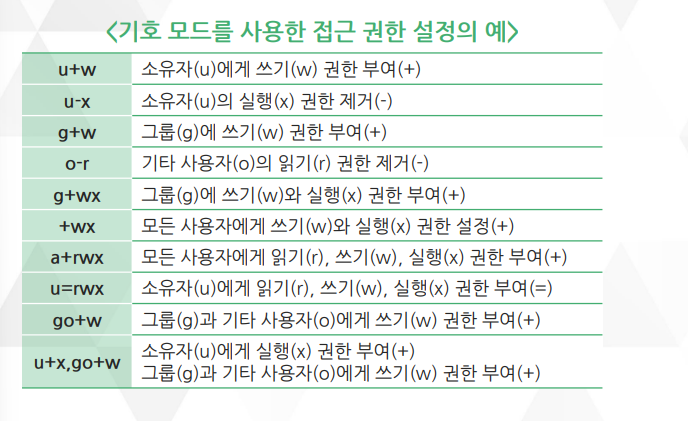 <기호 모드를 사용한 접근 권한 설정의 예>
u+w 소유자(u)에게 쓰기(w) 권한 부여(+)
u-x 소유자(u)의 실행(x) 권한 제거(-)
g+w 그룹(g)에 쓰기(w) 권한 부여(+)
o-r 기타 사용자(o)의 읽기(r) 권한 제거(-)
g+wx 그룹(g)에 쓰기(w)와 실행(x) 권한 부여(+)
+wx 모든 사용자에게 쓰기(w)와 실행(x) 권한 설정(+)
a+rwx 모든 사용자에게 읽기(r), 쓰기(w), 실행(x) 권한 부여(+)
u=rwx 소유자(u)에게 읽기(r), 쓰기(w), 실행(x) 권한 부여(=)
go+w 그룹(g)과 기타 사용자(o)에게 쓰기(w) 권한 부여(+)
u+x,go+w 소유자(u)에게 실행(x) 권한 부여(+)
그룹(g)과 기타 사용자(o)에게 쓰기(w) 권한 부여(+)